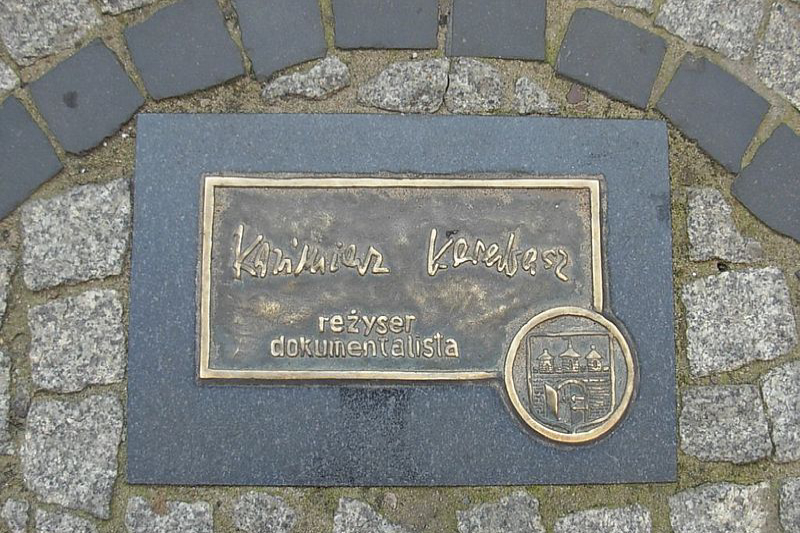 Kazimierz Karabasz
reżyser
dokumentalista